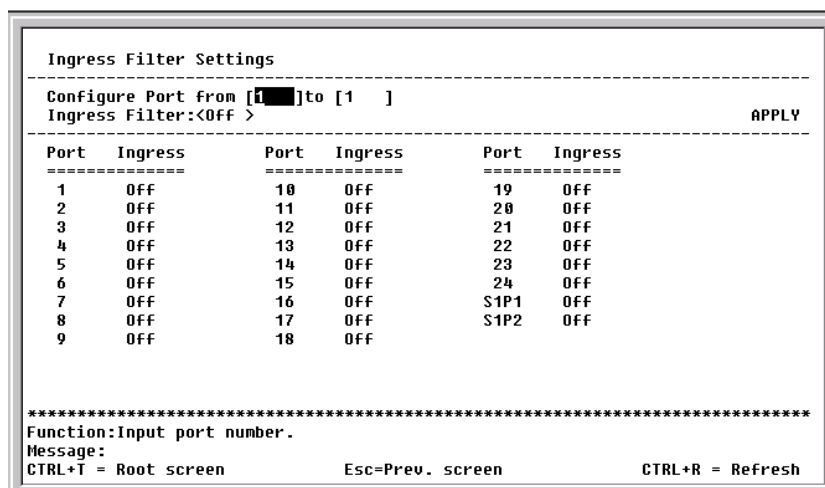 Ingress Filter Settings
--------------------------------------------------------------------------------
Configure Port from [1   ]to [1   ]
Ingress Filter:<Off >                                                   APPLY
--------------------------------------------------------------------------------
Port   Ingress        Port   Ingress        Port   Ingress
==============        ==============        ==============
1      Off            10     Off            19     Off
2      Off            11     Off            20     Off
3      Off            12     Off            21     Off
4      Off            13     Off            22     Off
5      Off            14     Off            23     Off
6      Off            15     Off            24     Off
7      Off            16     Off            S1P1   Off
8      Off            17     Off            S1P2   Off
9      Off            18     Off
********************************************************************************
Function:Input port number.
Message:
CTRL+T = Root screen            Esc=Prev. screen              CTRL+R = Refresh